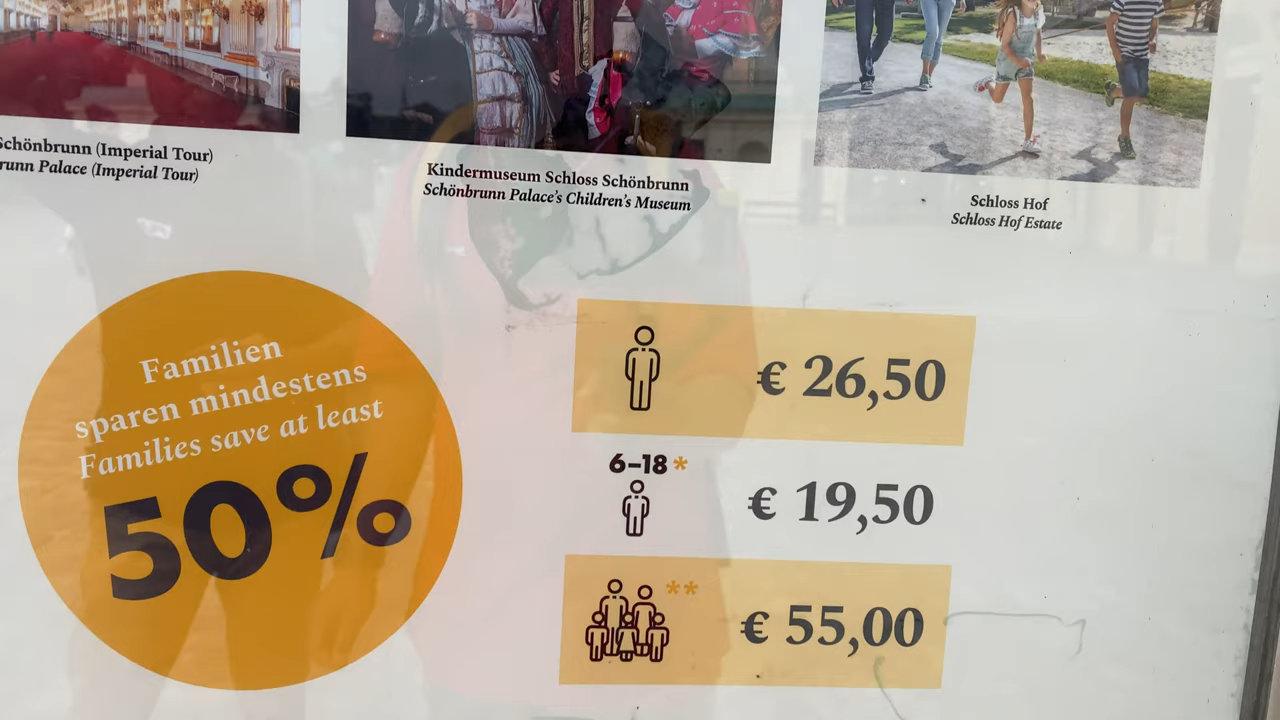 Schönbrunn (Imperial Tour)
runn Palace (Imperial Tour)
Kindermuseum Schloss Schönbrunn
Schönbrunn Palace's Children's Museum
Schloss Hof
Schloss Hof Estate
Familien
sparen mindestens
Families save at least
50%
€ 26,50
6–18*
€ 19,50
**
€ 55,00